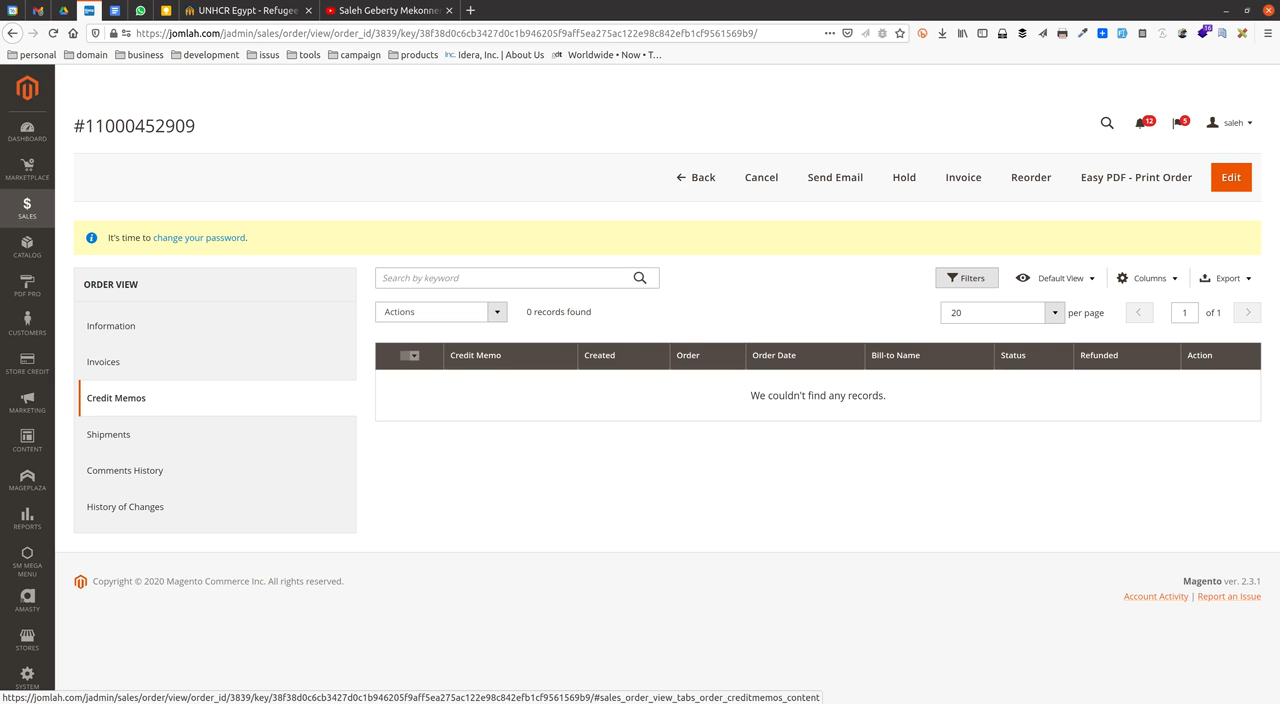 UNHCR Egypt - Refugee
Saleh Geberty Mekonner
https://jomlah.com/jadmin/sales/order/view/order_id/3839/key/38f38d0c6cb3427d0c1b946205f9aff5ea275ac122e98c842efb1cf9561569b9/
16
personal domain business development issus tools campaign products Inc. Idera, Inc. | About Us Worldwide • Now • T…
#11000452909
12
5
saleh
Back Cancel Send Email Hold Invoice Reorder Easy PDF - Print Order Edit
It's time to change your password.
DASHBOARD
MARKETPLACE
SALES
CATALOG
PDF PRO
CUSTOMERS
STORE CREDIT
MARKETING
CONTENT
MAGEPLAZA
REPORTS
SM MEGA
MENU
AMASTY
STORES
SYSTEM
ORDER VIEW
Information
Invoices
Credit Memos
Shipments
Comments History
History of Changes
Search by keyword
Filters Default View Columns Export
Actions 0 records found 20 per page 1 of 1
Credit Memo Created Order Order Date Bill-to Name Status Refunded Action
We couldn't find any records.
Copyright © 2020 Magento Commerce Inc. All rights reserved.
Magento ver. 2.3.1
Account Activity | Report an Issue
https://jomlah.com/jadmin/sales/order/view/order_id/3839/key/38f38d0c6cb3427d0c1b946205f9aff5ea275ac122e98c842efb1cf9561569b9/#sales_order_view_tabs_order_creditmemos_content